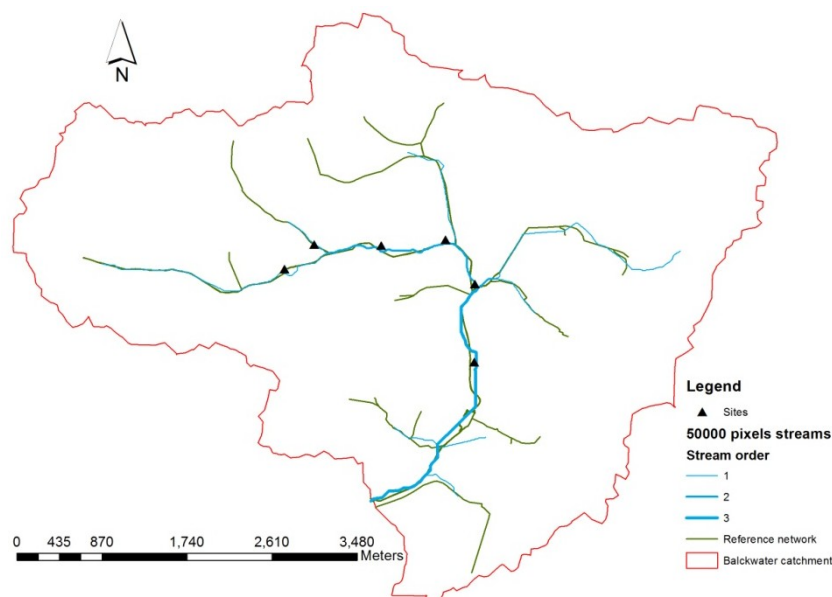 N
Legend
Sites
50000 pixels streams
Stream order
1
2
3
Reference network
Balckwater catchment
0 435 870 1,740 2,610 3,480
Meters